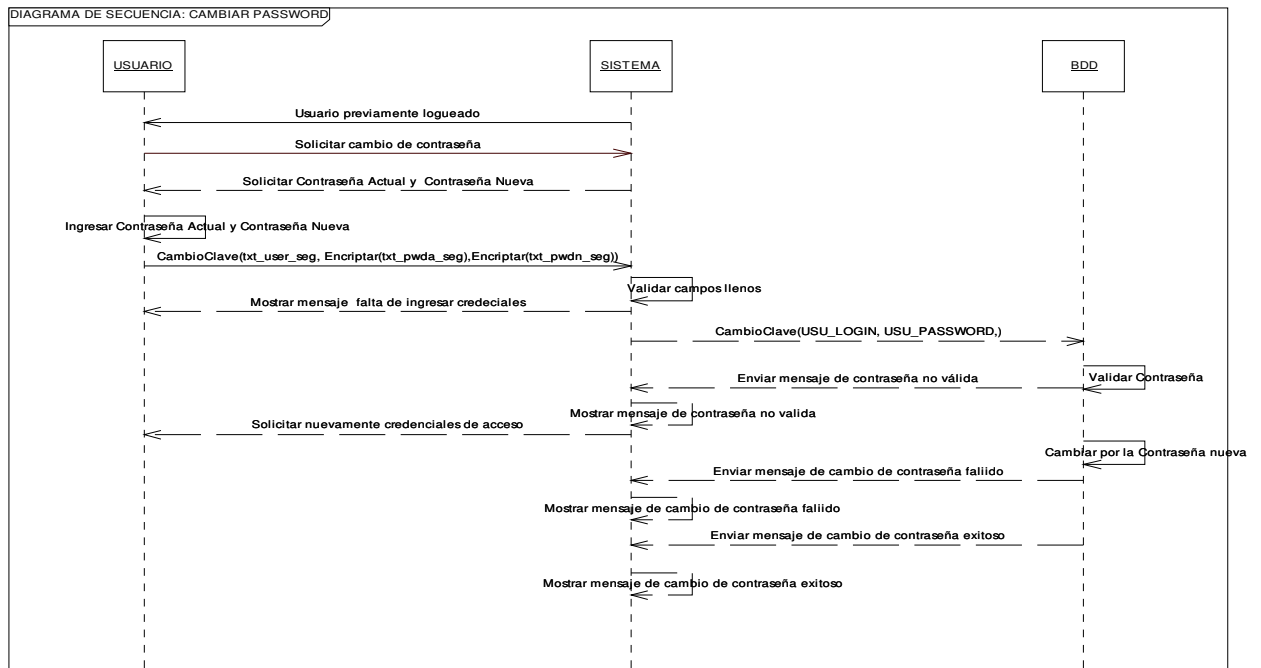 DIAGRAMA DE SECUENCIA: CAMBIAR PASSWORD
USUARIO
SISTEMA
BDD
Usuario previamente logueado
Solicitar cambio de contraseña
Solicitar Contraseña Actual y Contraseña Nueva
Ingresar Contraseña Actual y Contraseña Nueva
CambioClave(txt_user_seg, Encriptar(txt_pwda_seg),Encriptar(txt_pwdn_seg))
Validar campos llenos
Mostrar mensaje falta de ingresar credeciales
CambioClave(USU_LOGIN, USU_PASSWORD,)
Validar Contraseña
Enviar mensaje de contraseña no válida
Mostrar mensaje de contraseña no valida
Solicitar nuevamente credenciales de acceso
Cambiar por la Contraseña nueva
Enviar mensaje de cambio de contraseña faliido
Mostrar mensaje de cambio de contraseña faliido
Enviar mensaje de cambio de contraseña exitoso
Mostrar mensaje de cambio de contraseña exitoso